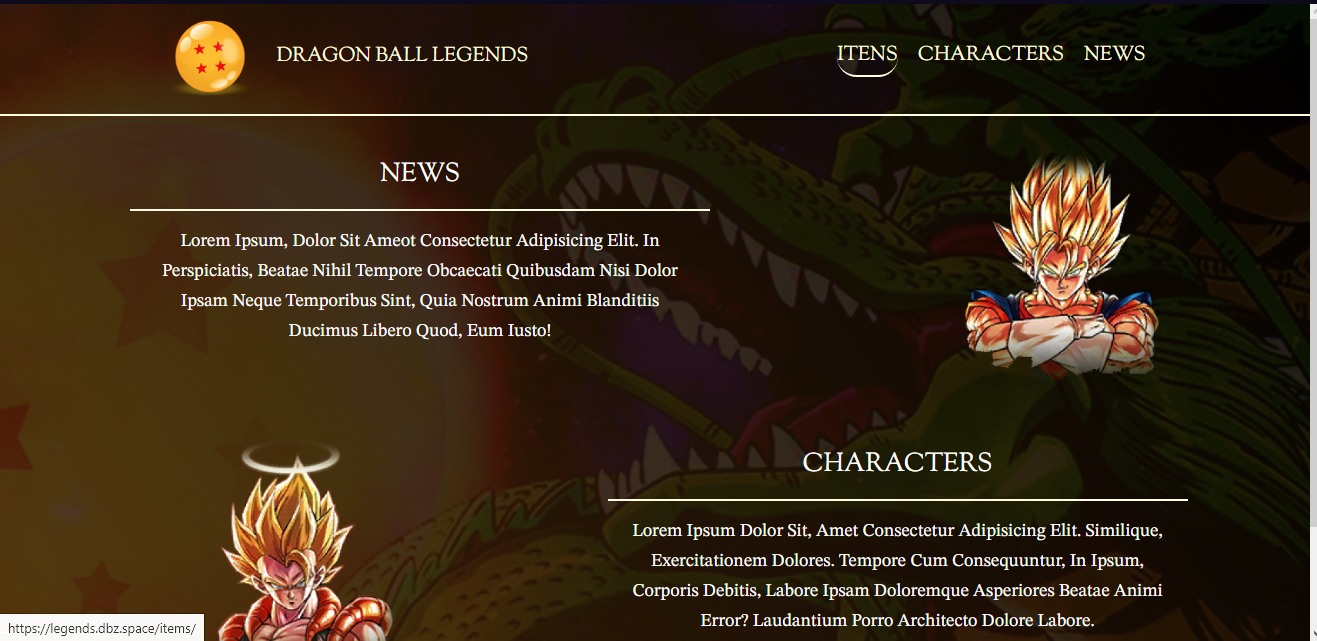 DRAGON BALL LEGENDS
ITENS CHARACTERS NEWS
NEWS
Lorem Ipsum, Dolor Sit Ameot Consectetur Adipisicing Elit. In
Perspiciatis, Beatae Nihil Tempore Obcaecati Quibusdam Nisi Dolor
Ipsam Neque Temporibus Sint, Quia Nostrum Animi Blanditiis
Ducimus Libero Quod, Eum Iusto!
CHARACTERS
Lorem Ipsum Dolor Sit, Amet Consectetur Adipisicing Elit. Similique,
Exercitationem Dolores. Tempore Cum Consequuntur, In Ipsum,
Corporis Debitis, Labore Ipsam Doloremque Asperiores Beatae Animi
Error? Laudantium Porro Architecto Dolore Labore.
https://legends.dbz.space/items/